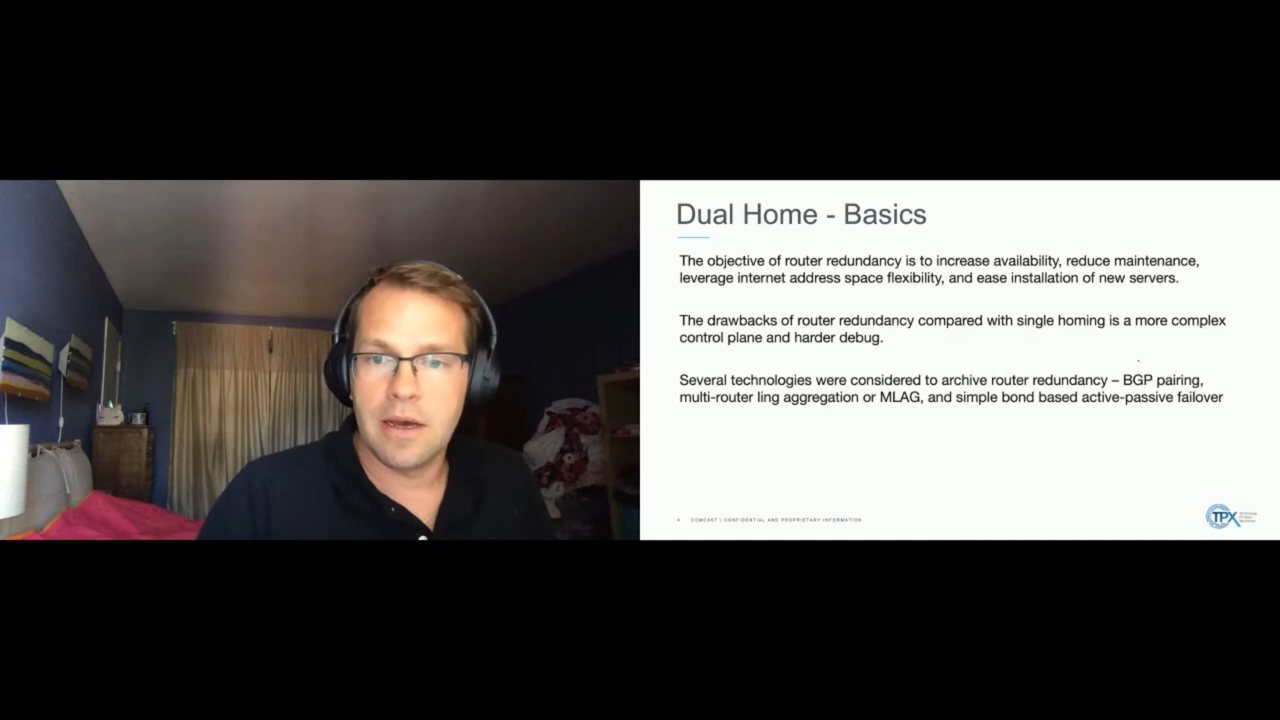 Dual Home - Basics
The objective of router redundancy is to increase availability, reduce maintenance,
leverage internet address space flexibility, and ease installation of new servers.
The drawbacks of router redundancy compared with single homing is a more complex
control plane and harder debug.
Several technologies were considered to archive router redundancy – BGP pairing,
multi-router ling aggregation or MLAG, and simple bond based active-passive failover
COMCAST | CONFIDENTIAL AND PROPRIETARY INFORMATION
TPX